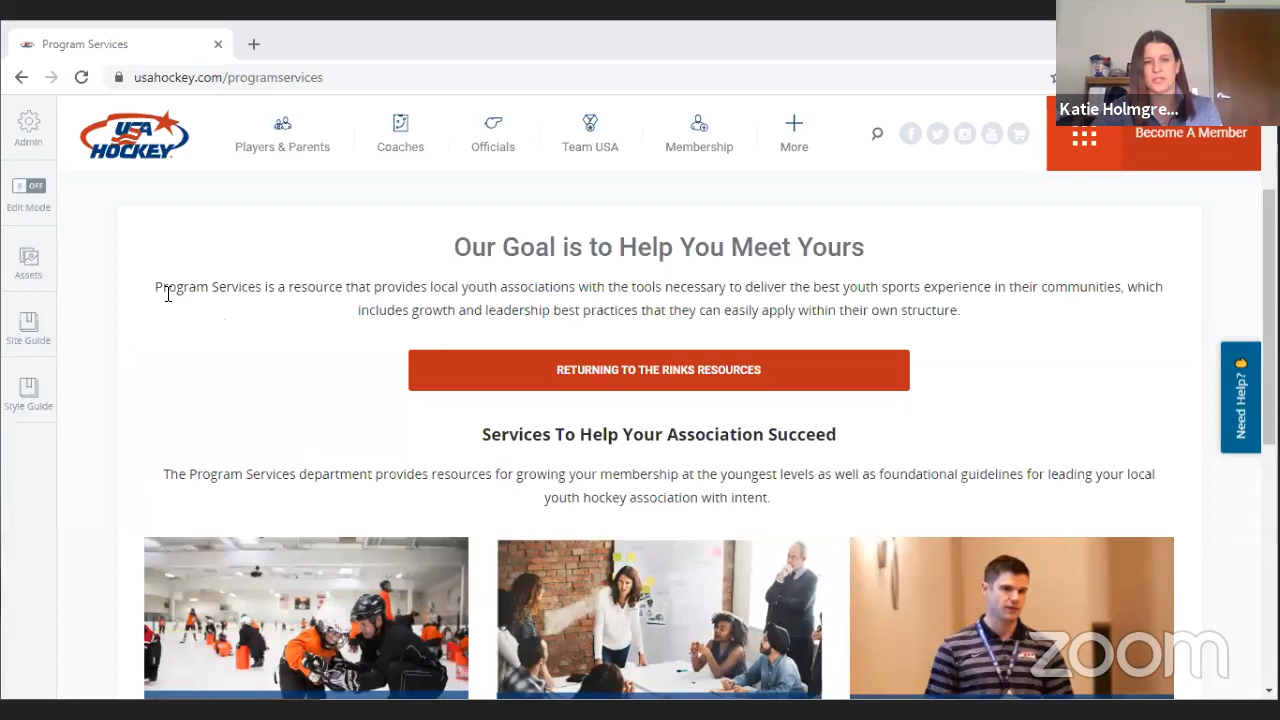 Program Services
usahockey.com/programservices
Katie Holmgre...
Admin
USA HOCKEY
Players & Parents
Coaches
Officials
Team USA
Membership
More
Become A Member
OFF
Edit Mode
Assets
Site Guide
Style Guide
Our Goal is to Help You Meet Yours
Program Services is a resource that provides local youth associations with the tools necessary to deliver the best youth sports experience in their communities, which
includes growth and leadership best practices that they can easily apply within their own structure.
RETURNING TO THE RINKS RESOURCES
Need Help?
Services To Help Your Association Succeed
The Program Services department provides resources for growing your membership at the youngest levels as well as foundational guidelines for leading your local
youth hockey association with intent.
zoom